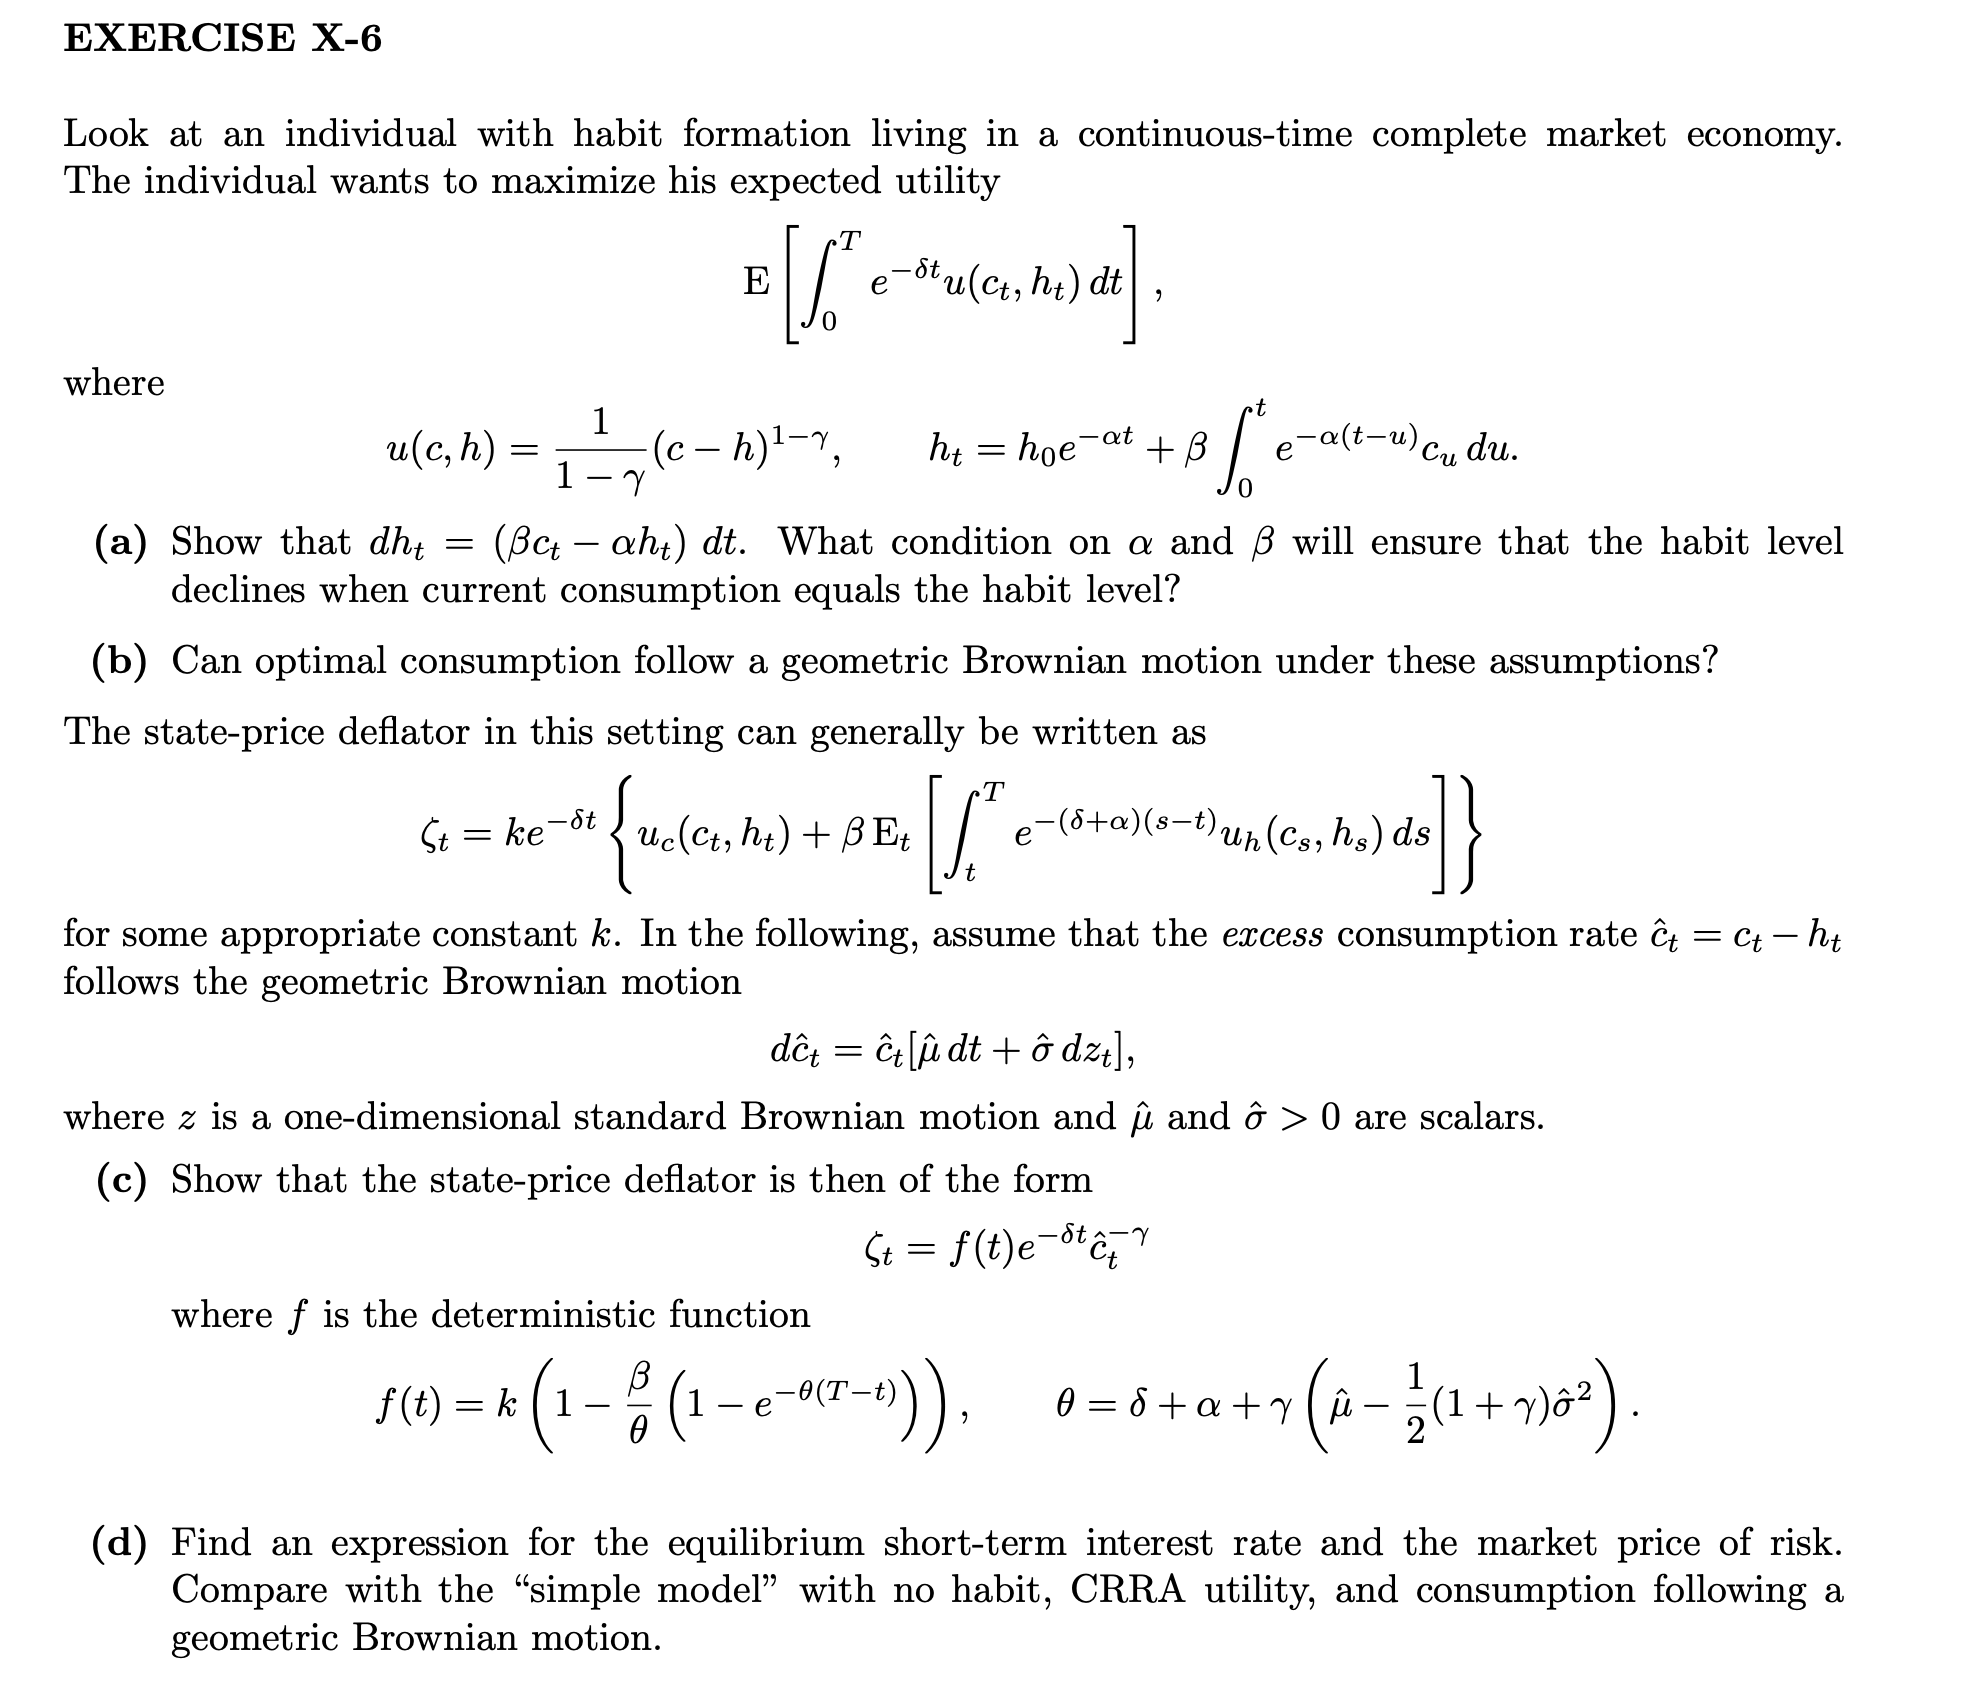 EXERCISE X-6
Look at an individual with habit formation living in a continuous-time complete market economy.
The individual wants to maximize his expected utility
$$\mathrm{E}\left[\int_0^T e^{-\delta t} u(c_t, h_t)\, dt\right],$$
where
$$u(c, h) = \frac{1}{1-\gamma}(c - h)^{1-\gamma}, \qquad h_t = h_0 e^{-\alpha t} + \beta \int_0^t e^{-\alpha(t-u)} c_u\, du.$$
(a) Show that $dh_t = (\beta c_t - \alpha h_t)\, dt$. What condition on $\alpha$ and $\beta$ will ensure that the habit level
declines when current consumption equals the habit level?
(b) Can optimal consumption follow a geometric Brownian motion under these assumptions?
The state-price deflator in this setting can generally be written as
$$\zeta_t = k e^{-\delta t} \left\{ u_c(c_t, h_t) + \beta\, \mathrm{E}_t \left[ \int_t^T e^{-(\delta+\alpha)(s-t)} u_h(c_s, h_s)\, ds \right] \right\}$$
for some appropriate constant $k$. In the following, assume that the excess consumption rate $\hat{c}_t = c_t - h_t$
follows the geometric Brownian motion
$$d\hat{c}_t = \hat{c}_t[\hat{\mu}\, dt + \hat{\sigma}\, dz_t],$$
where $z$ is a one-dimensional standard Brownian motion and $\hat{\mu}$ and $\hat{\sigma} > 0$ are scalars.
(c) Show that the state-price deflator is then of the form
$$\zeta_t = f(t) e^{-\delta t} \hat{c}_t^{-\gamma}$$
where $f$ is the deterministic function
$$f(t) = k \left( 1 - \frac{\beta}{\theta} \left( 1 - e^{-\theta(T-t)} \right) \right), \qquad \theta = \delta + \alpha + \gamma \left( \hat{\mu} - \frac{1}{2}(1+\gamma)\hat{\sigma}^2 \right).$$
(d) Find an expression for the equilibrium short-term interest rate and the market price of risk.
Compare with the “simple model” with no habit, CRRA utility, and consumption following a
geometric Brownian motion.